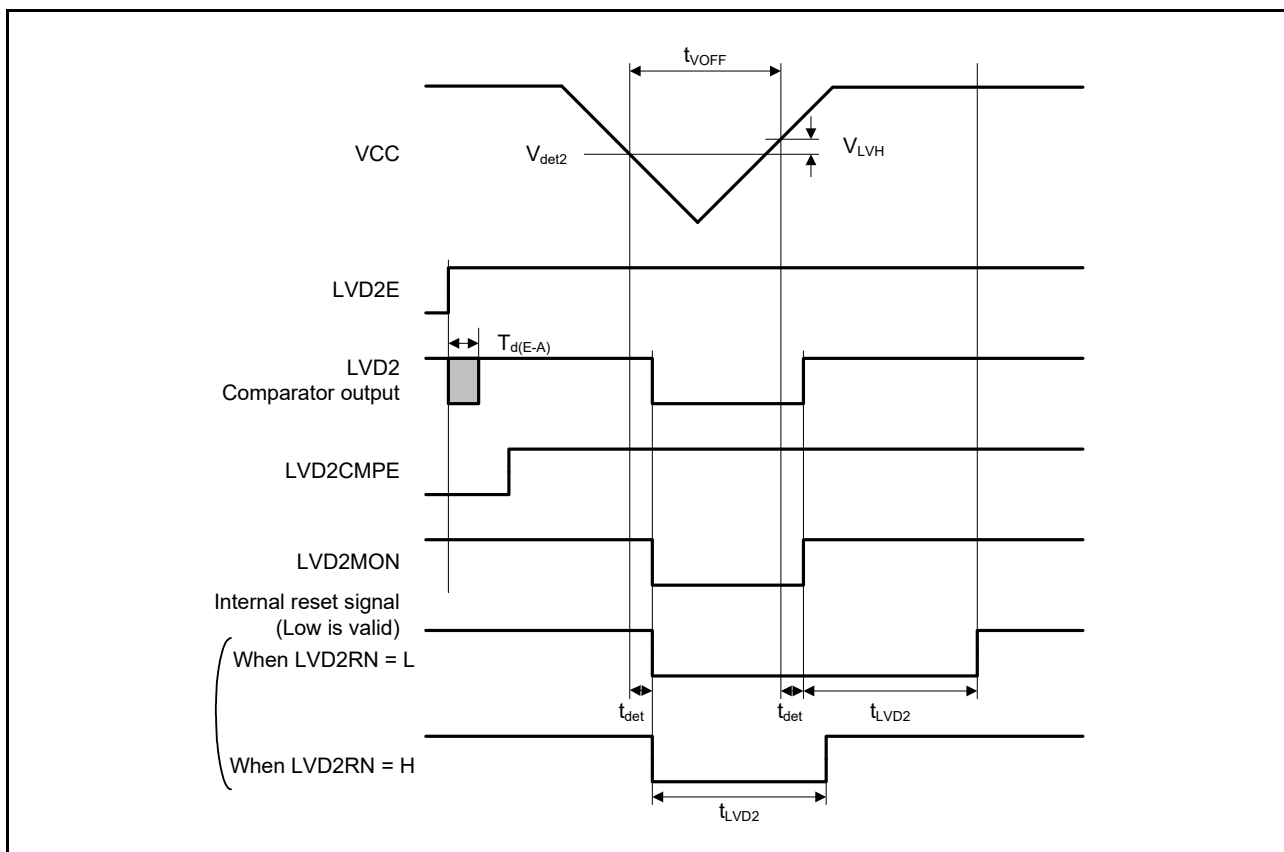 tVOFF
VCC
Vdet2
VLVH
LVD2E
Td(E-A)
LVD2
Comparator output
LVD2CMPE
LVD2MON
Internal reset signal
(Low is valid)
When LVD2RN = L
tdet
tdet
tLVD2
When LVD2RN = H
tLVD2